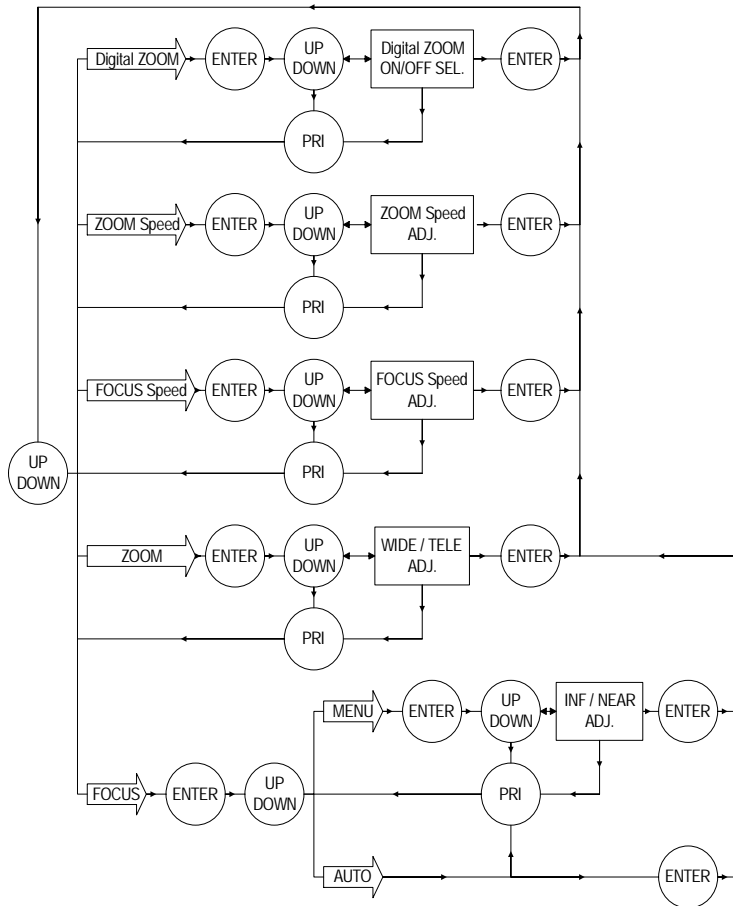 Digital ZOOM
ENTER
UP
DOWN
Digital ZOOM
ON/OFF SEL.
ENTER
PRI
ZOOM Speed
ENTER
UP
DOWN
ZOOM Speed
ADJ.
ENTER
PRI
FOCUS Speed
ENTER
UP
DOWN
FOCUS Speed
ADJ.
ENTER
PRI
UP
DOWN
ZOOM
ENTER
UP
DOWN
WIDE / TELE
ADJ.
ENTER
PRI
MENU
ENTER
UP
DOWN
INF / NEAR
ADJ.
ENTER
FOCUS
ENTER
UP
DOWN
PRI
AUTO
ENTER